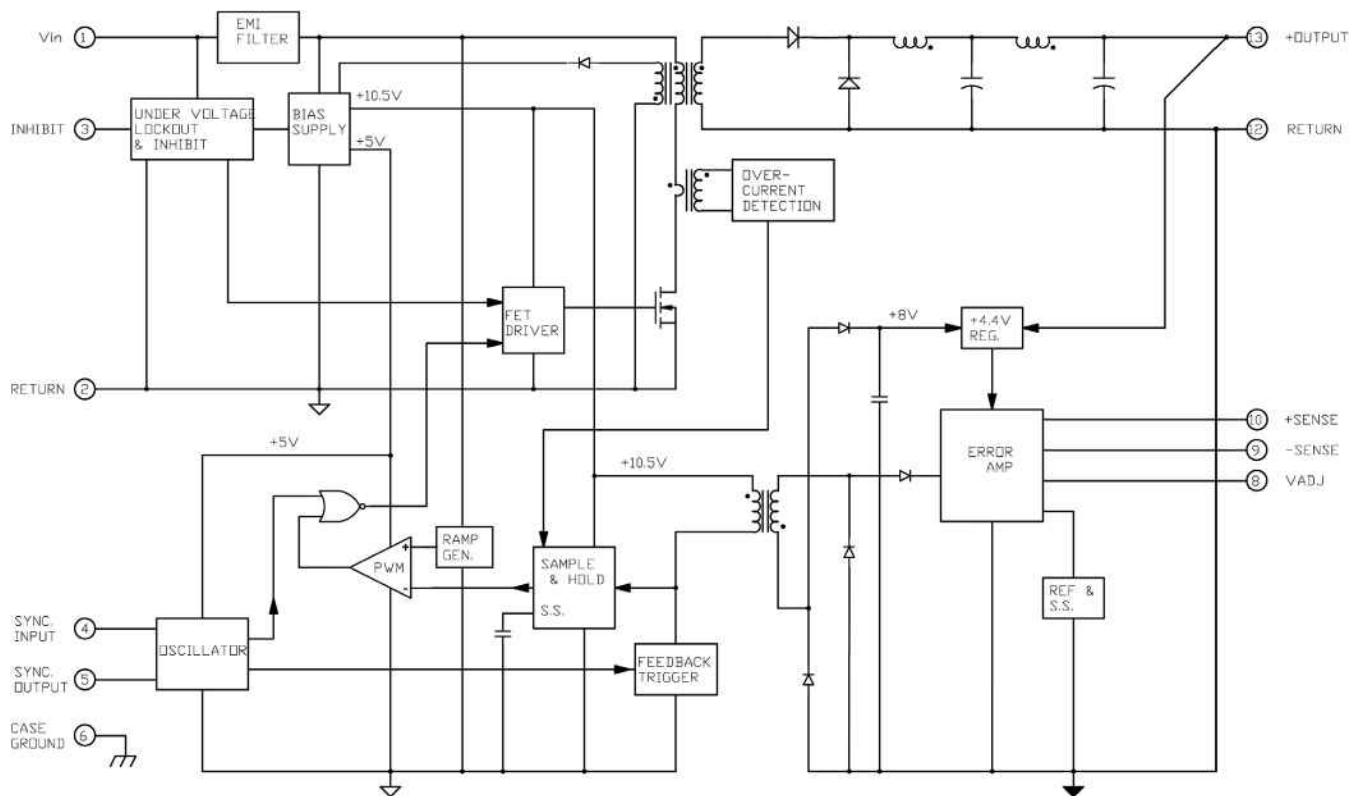 Vin 1
EMI
FILTER
13 +OUTPUT
INHIBIT 3
UNDER VOLTAGE
LOCKOUT
& INHIBIT
BIAS
SUPPLY
+10.5V
+5V
12 RETURN
OVER-
CURRENT
DETECTION
FET
DRIVER
+8V
+4.4V
REG.
RETURN 2
+5V
+10.5V
ERROR
AMP
10 +SENSE
9 -SENSE
8 VADJ
+
PWM
-
RAMP
GEN.
SAMPLE
& HOLD
S.S.
REF &
S.S.
SYNC.
INPUT
4
OSCILLATOR
SYNC.
OUTPUT
5
FEEDBACK
TRIGGER
CASE
GROUND
6